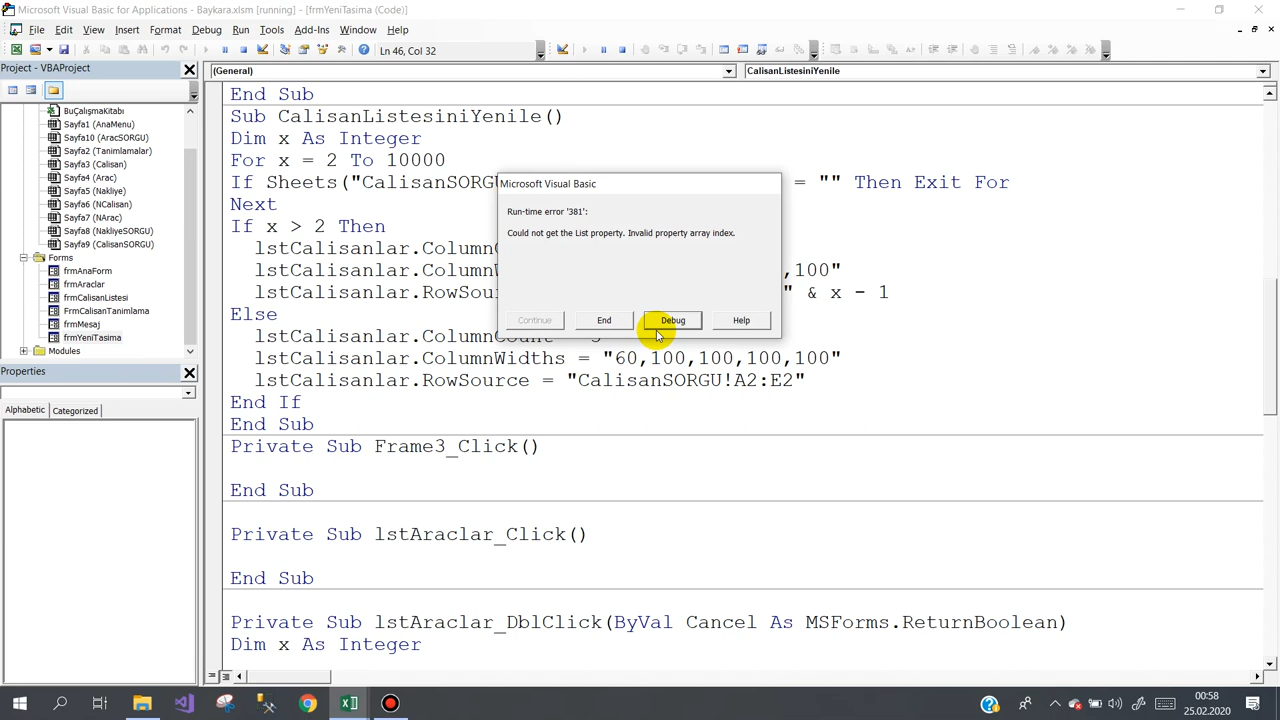 Microsoft Visual Basic for Applications - Baykara.xlsm [running] - [frmYeniTasima (Code)]
File Edit View Insert Format Debug Run Tools Add-Ins Window Help
Ln 46, Col 32
Project - VBAProject
(General)
CalisanListesiniYenile
BuÇalışmaKitabı
Sayfa1 (AnaMenu)
Sayfa10 (AracSORGU)
Sayfa2 (Tanimlamalar)
Sayfa3 (Calisan)
Sayfa4 (Arac)
Sayfa5 (Nakliye)
Sayfa6 (NCalisan)
Sayfa7 (NArac)
Sayfa8 (NakliyeSORGU)
Sayfa9 (CalisanSORGU)
Forms
frmAnaForm
frmAraclar
frmCalisanListesi
FrmCalisanTanimlama
frmMesaj
frmYeniTasima
Modules
Properties
Alphabetic Categorized
End Sub
Sub CalisanListesiniYenile()
Dim x As Integer
For x = 2 To 10000
If Sheets("CalisanSORGU = "" Then Exit For
Next
If x > 2 Then
lstCalisanlar.ColumnC
lstCalisanlar.ColumnW ,100"
lstCalisanlar.RowSou " & x - 1
Else
lstCalisanlar.ColumnCount
lstCalisanlar.ColumnWidths = "60,100,100,100,100"
lstCalisanlar.RowSource = "CalisanSORGU!A2:E2"
End If
End Sub
Private Sub Frame3_Click()
End Sub
Private Sub lstAraclar_Click()
End Sub
Private Sub lstAraclar_DblClick(ByVal Cancel As MSForms.ReturnBoolean)
Dim x As Integer
Microsoft Visual Basic
Run-time error '381':
Could not get the List property. Invalid property array index.
Continue End Debug Help
00:58
25.02.2020